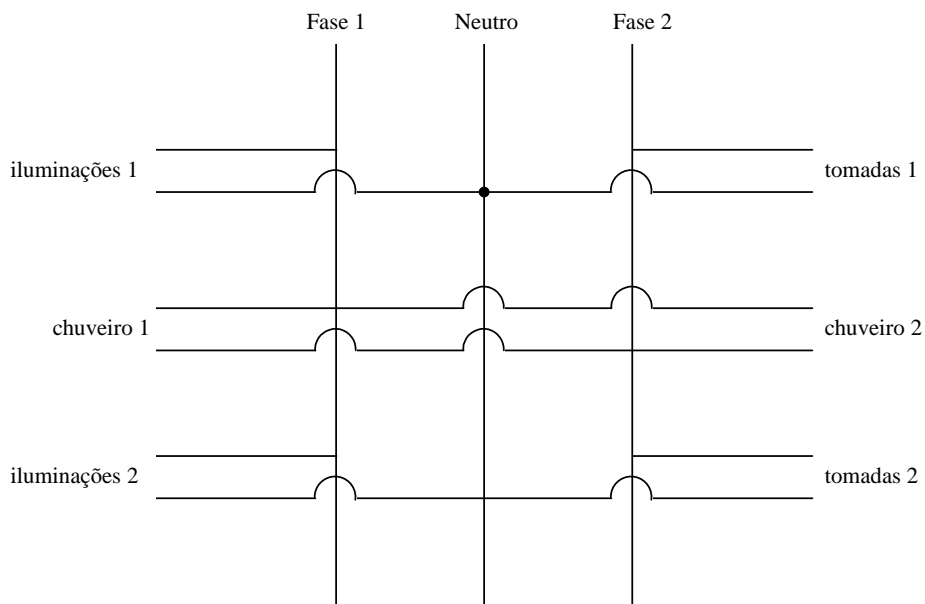 Fase 1 Neutro Fase 2
iluminações 1 tomadas 1
chuveiro 1 chuveiro 2
iluminações 2 tomadas 2